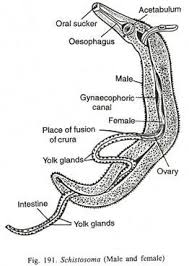 Acetabulum
Oral sucker
Oesophagus
Male
Gynaecophoric
canal
Female
Place of fusion
of crura
Yolk glands
Ovary
Intestine
Yolk glands
Fig. 191. Schistosoma (Male and female)